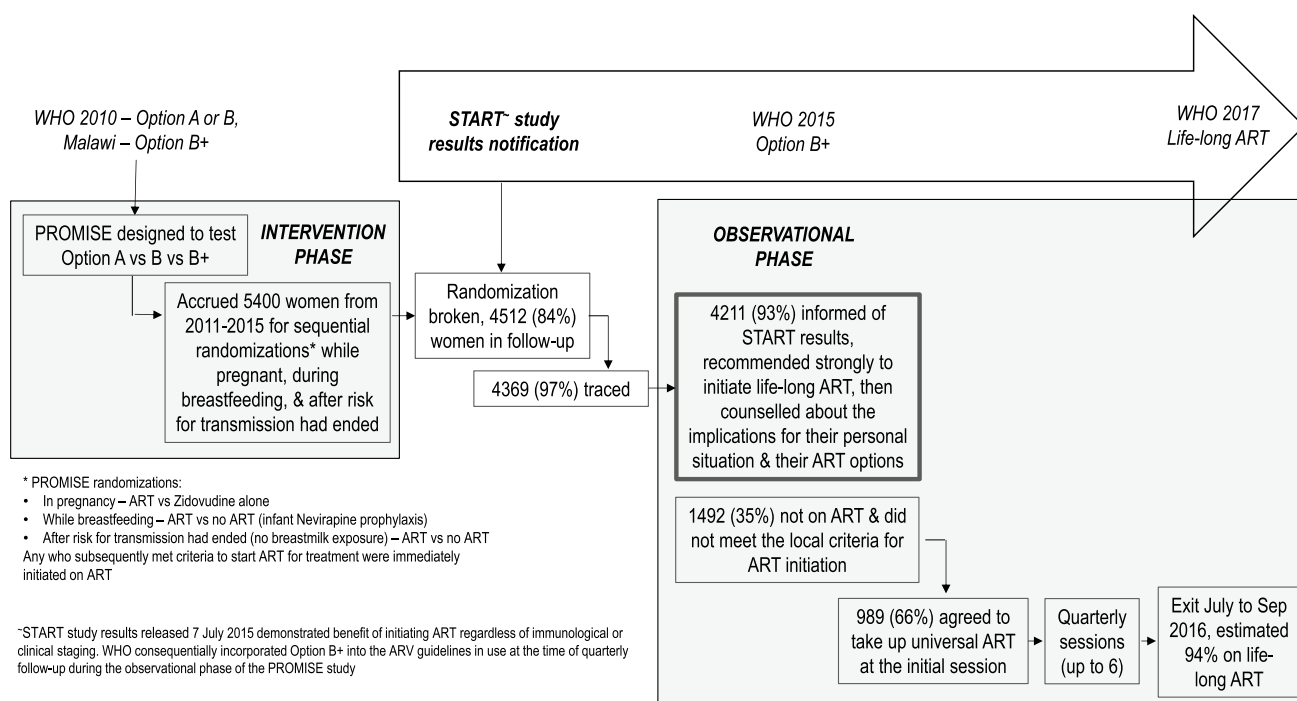 WHO 2010 – Option A or B,
Malawi – Option B+
START~ study
results notification
WHO 2015
Option B+
WHO 2017
Life-long ART
PROMISE designed to test
Option A vs B vs B+
INTERVENTION
PHASE
Accrued 5400 women from
2011-2015 for sequential
randomizations* while
pregnant, during
breastfeeding, & after risk
for transmission had ended
Randomization
broken, 4512 (84%)
women in follow-up
4369 (97%) traced
OBSERVATIONAL
PHASE
4211 (93%) informed of
START results,
recommended strongly to
initiate life-long ART, then
counselled about the
implications for their personal
situation & their ART options
1492 (35%) not on ART & did
not meet the local criteria for
ART initiation
989 (66%) agreed to
take up universal ART
at the initial session
Quarterly
sessions
(up to 6)
Exit July to Sep
2016, estimated
94% on life-
long ART
* PROMISE randomizations:
• In pregnancy – ART vs Zidovudine alone
• While breastfeeding – ART vs no ART (infant Nevirapine prophylaxis)
• After risk for transmission had ended (no breastmilk exposure) – ART vs no ART
Any who subsequently met criteria to start ART for treatment were immediately
initiated on ART
~START study results released 7 July 2015 demonstrated benefit of initiating ART regardless of immunological or
clinical staging. WHO consequentially incorporated Option B+ into the ARV guidelines in use at the time of quarterly
follow-up during the observational phase of the PROMISE study